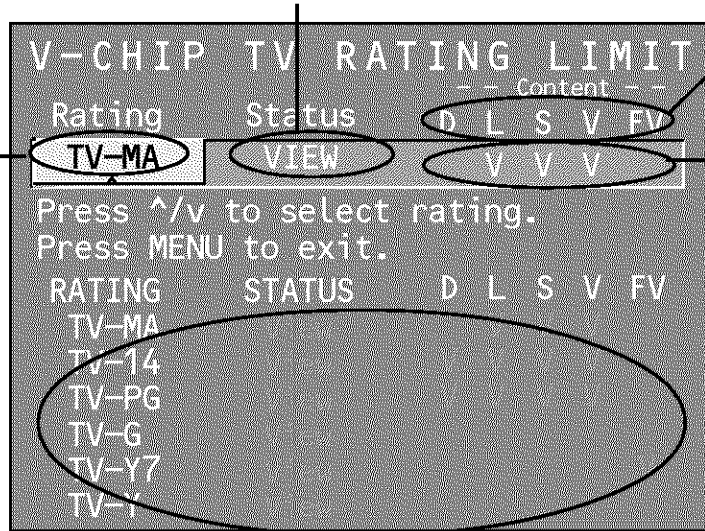 V-CHIP TV RATING LIMIT
- - Content - -
Rating Status D L S V FV
TV-MA VIEW V V V
Press ^/v to select rating.
Press MENU to exit.
RATING STATUS D L S V FV
TV-MA
TV-14
TV-PG
TV-G
TV-Y7
TV-Y